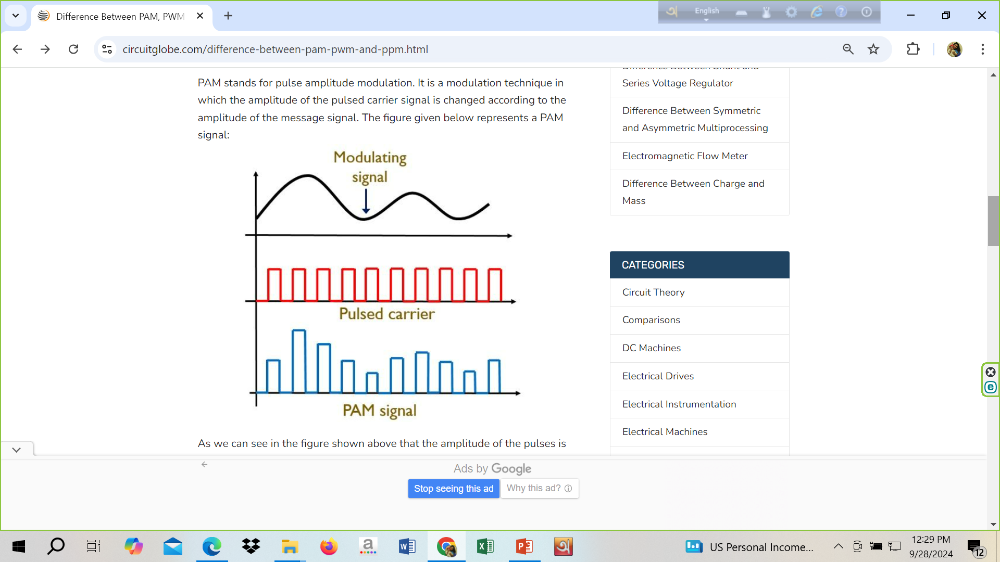 Difference Between PAM, PWM
English
circuitglobe.com/difference-between-pam-pwm-and-ppm.html
PAM stands for pulse amplitude modulation. It is a modulation technique in
which the amplitude of the pulsed carrier signal is changed according to the
amplitude of the message signal. The figure given below represents a PAM
signal:
Modulating
signal
Pulsed carrier
PAM signal
As we can see in the figure shown above that the amplitude of the pulses is
Difference Between Shunt and
Series Voltage Regulator
Difference Between Symmetric
and Asymmetric Multiprocessing
Electromagnetic Flow Meter
Difference Between Charge and
Mass
CATEGORIES
Circuit Theory
Comparisons
DC Machines
Electrical Drives
Electrical Instrumentation
Electrical Machines
Ads by Google
Stop seeing this ad
Why this ad?
US Personal Income...
12:29 PM
9/28/2024
12